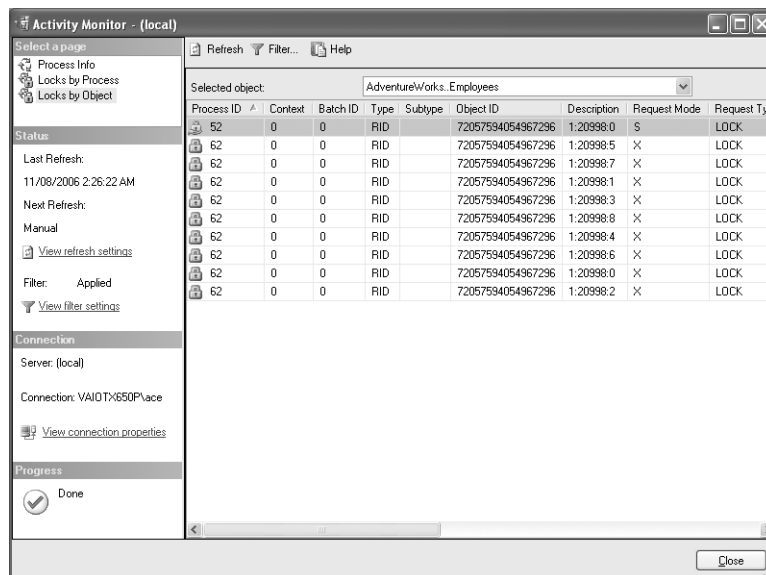 Activity Monitor - (local)
Select a page
Process Info
Locks by Process
Locks by Object
Status
Last Refresh:
11/08/2006 2:26:22 AM
Next Refresh:
Manual
View refresh settings
Filter: Applied
View filter settings
Connection
Server: (local)
Connection: VAIOTX650P\ace
View connection properties
Progress
Done
Refresh Filter... Help
Selected object: AdventureWorks..Employees
Process ID Context Batch ID Type Subtype Object ID Description Request Mode Request Ty
52 0 0 RID 72057594054967296 1:20998:0 S LOCK
62 0 0 RID 72057594054967296 1:20998:5 X LOCK
62 0 0 RID 72057594054967296 1:20998:7 X LOCK
62 0 0 RID 72057594054967296 1:20998:1 X LOCK
62 0 0 RID 72057594054967296 1:20998:3 X LOCK
62 0 0 RID 72057594054967296 1:20998:8 X LOCK
62 0 0 RID 72057594054967296 1:20998:4 X LOCK
62 0 0 RID 72057594054967296 1:20998:6 X LOCK
62 0 0 RID 72057594054967296 1:20998:0 X LOCK
62 0 0 RID 72057594054967296 1:20998:2 X LOCK
Close